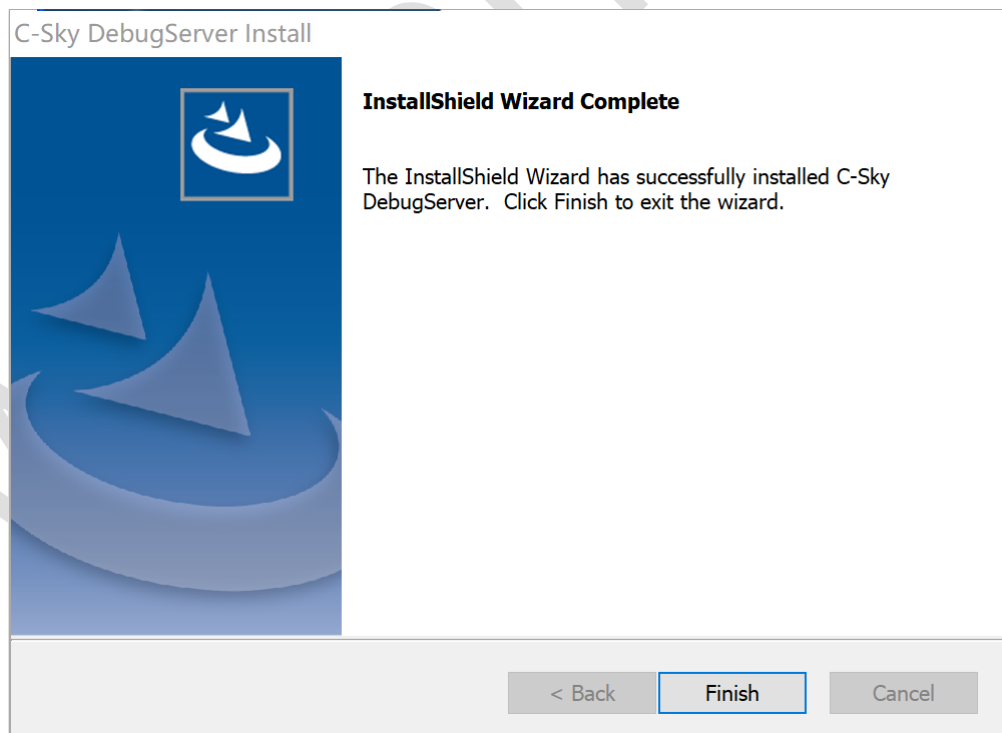 C-Sky DebugServer Install
InstallShield Wizard Complete
The InstallShield Wizard has successfully installed C-Sky
DebugServer.  Click Finish to exit the wizard.
< Back
Finish
Cancel